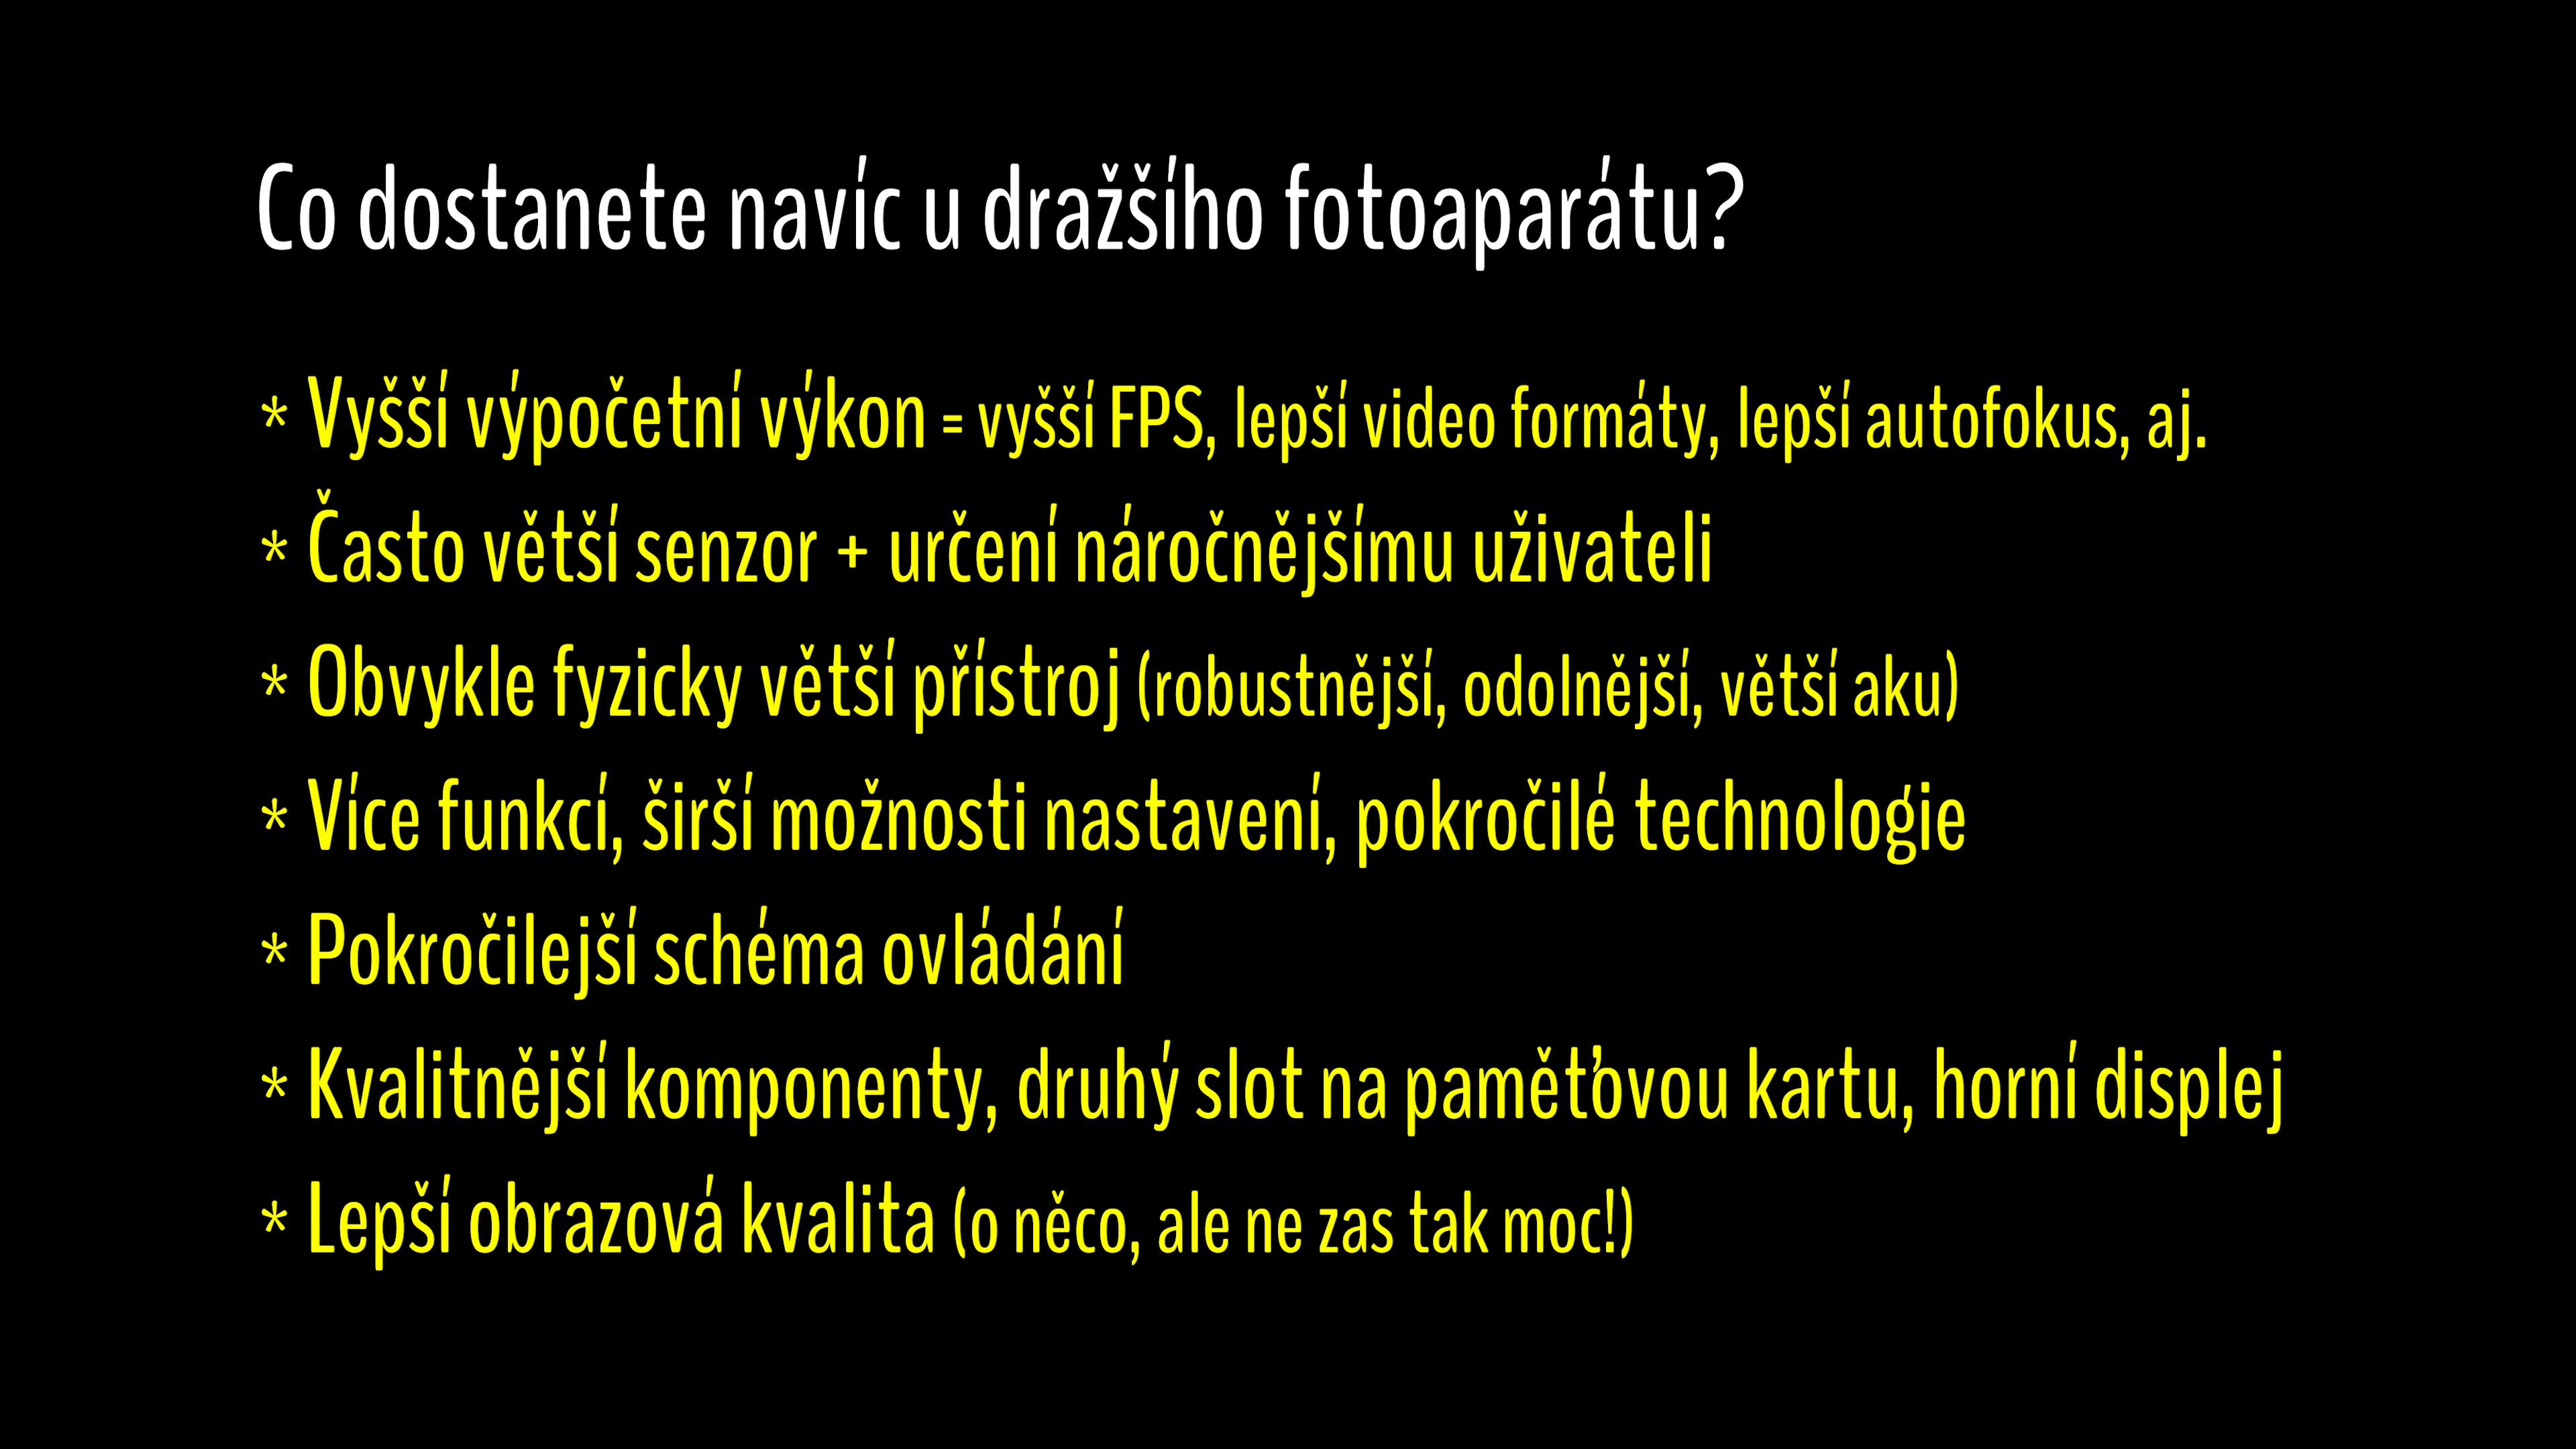 Co dostanete navíc u dražšího fotoaparátu?
* Vyšší výpočetní výkon = vyšší FPS, lepší video formáty, lepší autofokus, aj.
* Často větší senzor + určení náročnějšímu uživateli
* Obvykle fyzicky větší přístroj (robustnější, odolnější, větší aku)
* Více funkcí, širší možnosti nastavení, pokročilé technoloģie
* Pokročilejší schéma ovládání
* Kvalitnější komponenty, druhý slot na paměťovou kartu, horní displej
* Lepší obrazová kvalita (o něco, ale ne zas tak moc!)